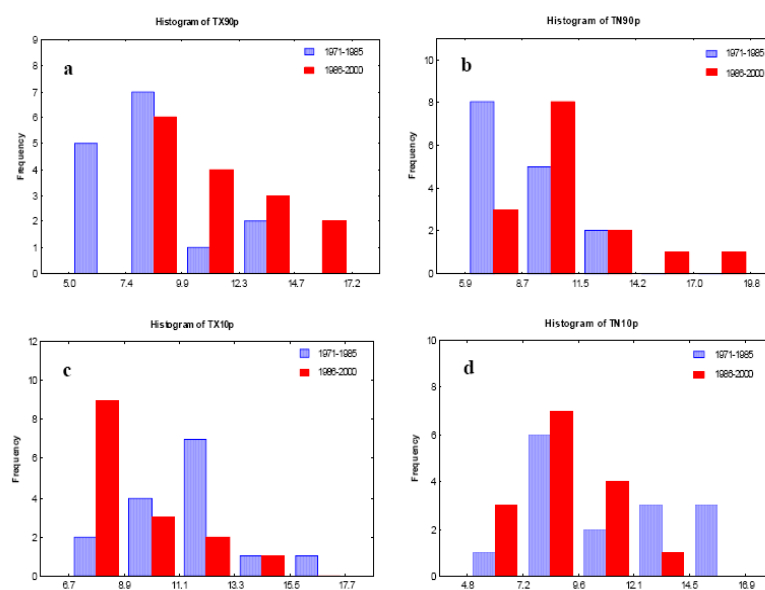 Histogram of TX90p
a
1971-1985
1986-2000
Frequency
9
8
7
6
5
4
3
2
1
0
5.0 7.4 9.9 12.3 14.7 17.2
Histogram of TN90p
b
1971-1985
1986-2000
Frequency
10
8
6
4
2
0
5.9 8.7 11.5 14.2 17.0 19.8
Histogram of TX10p
c
1971-1985
1986-2000
Frequency
12
10
8
6
4
2
0
6.7 8.9 11.1 13.3 15.5 17.7
Histogram of TN10p
d
1971-1985
1986-2000
Frequency
10
8
6
4
2
0
4.8 7.2 9.6 12.1 14.5 16.9